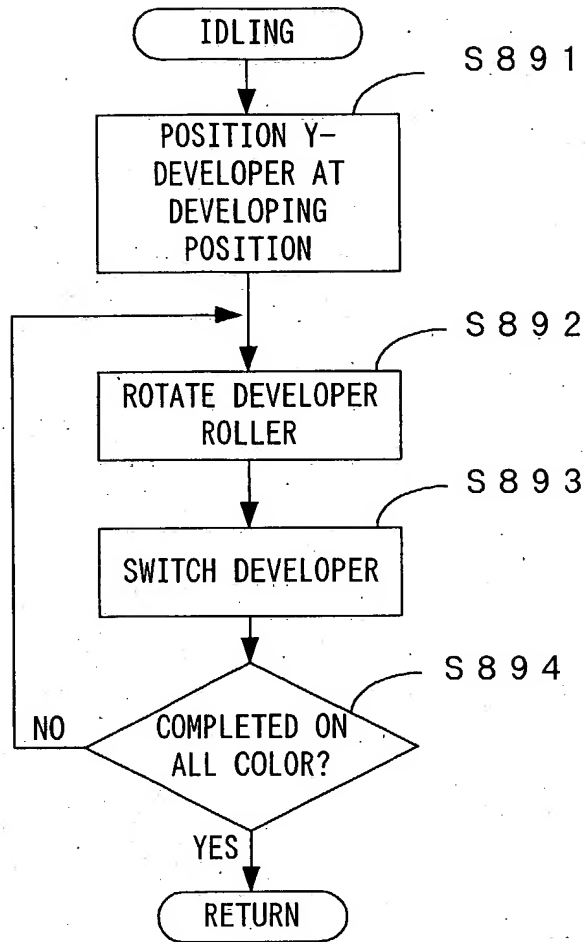 IDLING
S891
POSITION Y-
DEVELOPER AT
DEVELOPING
POSITION
S892
ROTATE DEVELOPER
ROLLER
S893
SWITCH DEVELOPER
S894
NO
COMPLETED ON
ALL COLOR?
YES
RETURN